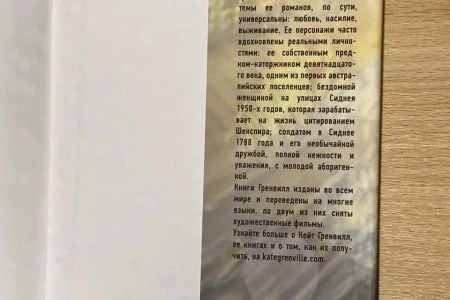 темы ее романов, по сути,
универсальны: любовь, насилие,
выживание. Ее персонажи часто
вдохновлены реальными лично-
стями: ее собственным пред-
ком-каторжником девятнадцато-
го века, одним из первых австра-
лийских поселенцев; бездомной
женщиной на улицах Сиднея
1950-х годов, которая зарабаты-
вает на жизнь цитированием
Шекспира; солдатом в Сиднее
1788 года и его необычайной
дружбой, полной нежности и
уважения, с молодой абориген-
кой.
Книги Гренвилл изданы во всем
мире и переведены на многие
языки, по двум из них сняты
художественные фильмы.
Узнайте больше о Кейт Гренвилл,
ее книгах и о том, как их полу-
чить, на kategrenville.com.